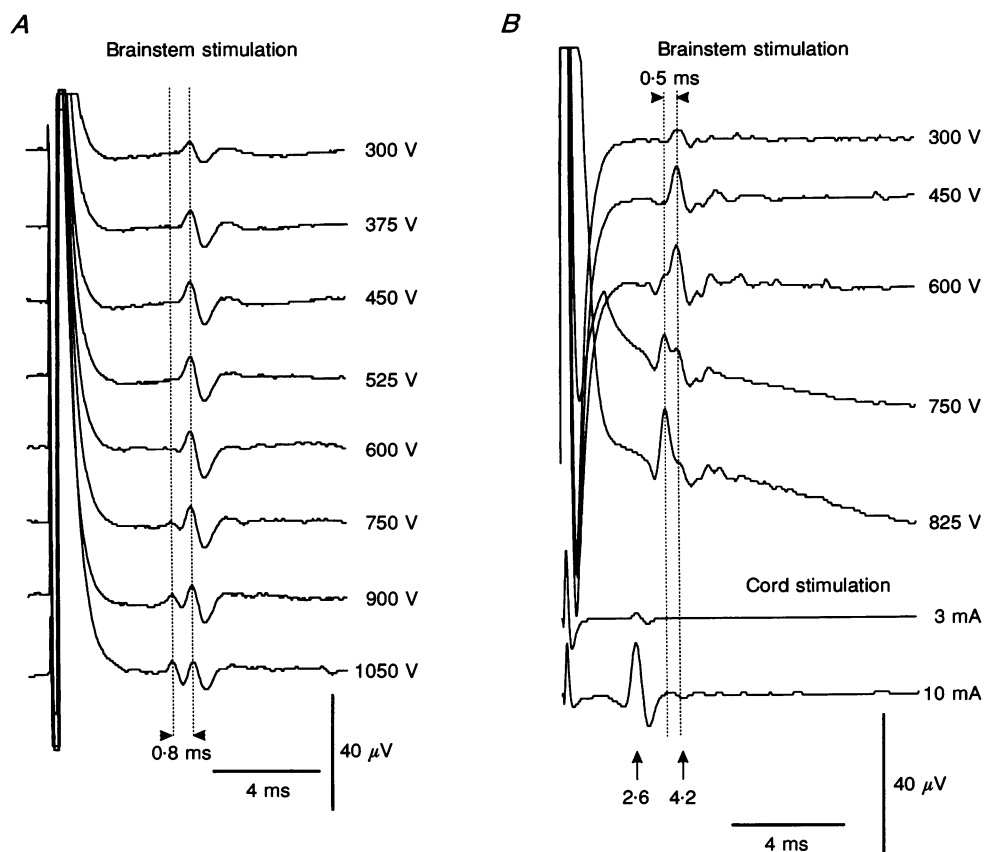 A
Brainstem stimulation
300 V
375 V
450 V
525 V
600 V
750 V
900 V
1050 V
0·8 ms
40 μV
4 ms
B
Brainstem stimulation
0·5 ms
300 V
450 V
600 V
750 V
825 V
Cord stimulation
3 mA
10 mA
2·6
4·2
40 μV
4 ms